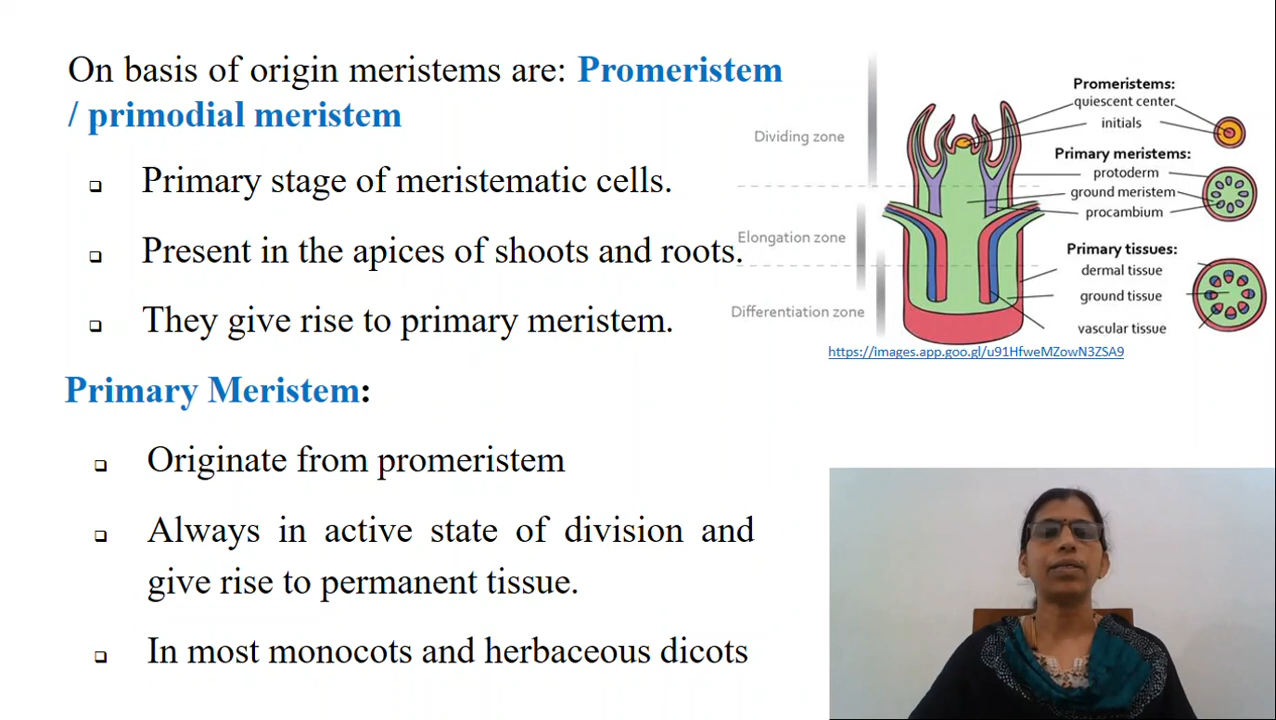 On basis of origin meristems are: Promeristem
/ primodial meristem
❑ Primary stage of meristematic cells.
❑ Present in the apices of shoots and roots.
❑ They give rise to primary meristem.
Primary Meristem:
❑ Originate from promeristem
❑ Always in active state of division and
give rise to permanent tissue.
❑ In most monocots and herbaceous dicots
Dividing zone
Elongation zone
Differentiation zone
Promeristems:
quiescent center
initials
Primary meristems:
protoderm
ground meristem
procambium
Primary tissues:
dermal tissue
ground tissue
vascular tissue
https://images.app.goo.gl/u91HfweMZowN3ZSA9